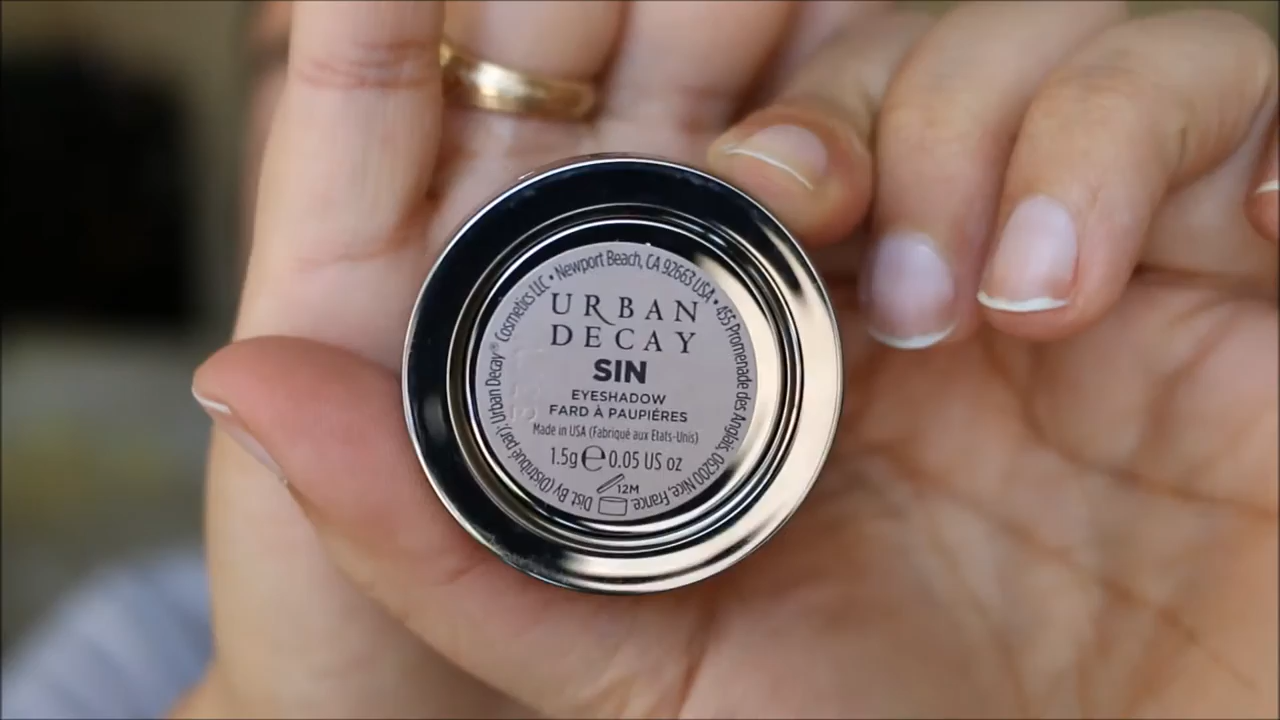 URBAN
DECAY
SIN
EYESHADOW
FARD À PAUPIÉRES
Made in USA (Fabriqué aux Etats-Unis)
1.5g ℮ 0.05 US oz
12M
Dist. By (Distribué par): Urban Decay® Cosmetics LLC • Newport Beach, CA 92663 USA • 455 Promenade des Anglais, 06200 Nice, France.